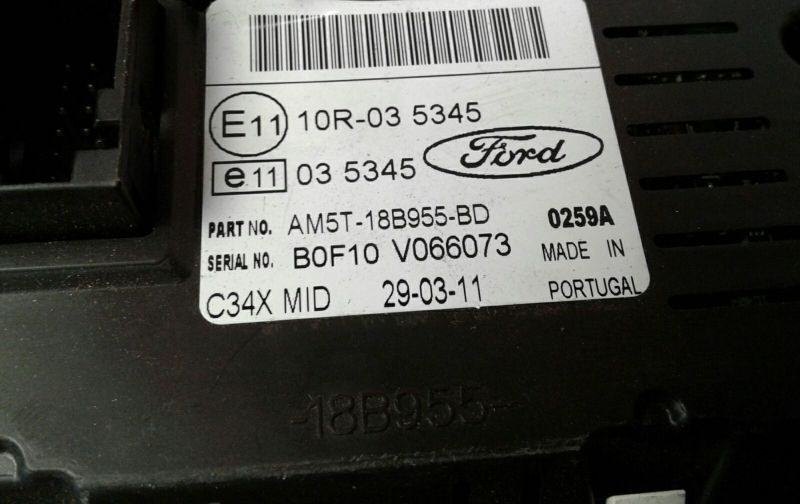 E11 10R-03 5345
e 11 03 5345 Ford
PART NO. AM5T-18B955-BD 0259A
SERIAL NO. B0F10 V066073 MADE IN
C34X MID 29-03-11 PORTUGAL
-18B955-